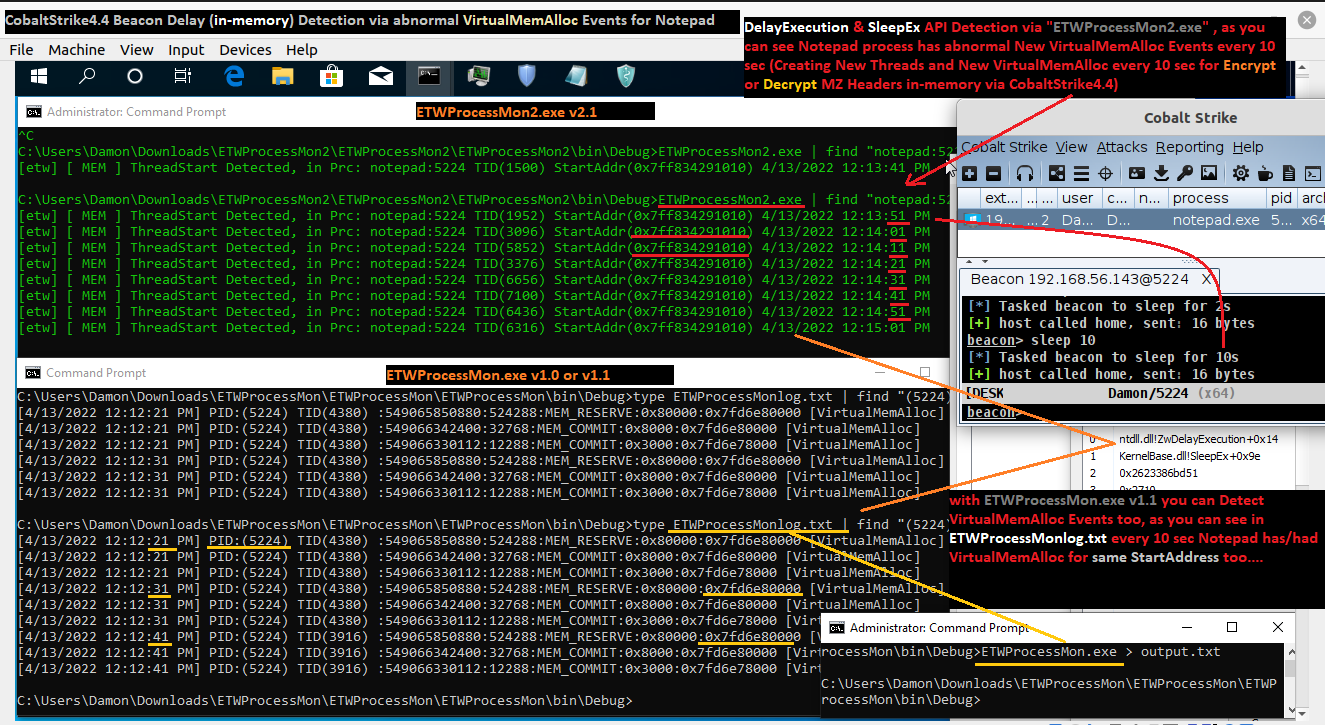 CobaltStrike4.4 Beacon Delay (in-memory) Detection via abnormal VirtualMemAlloc Events for Notepad
File Machine View Input Devices Help
DelayExecution & SleepEx API Detection via "ETWProcessMon2.exe" , as you
can see Notepad process has abnormal New VirtualMemAlloc Events every 10
sec (Creating New Threads and New VirtualMemAlloc every 10 sec for Encrypt
or Decrypt MZ Headers in-memory via CobaltStrike4.4)
Administrator: Command Prompt
ETWProcessMon2.exe v2.1
^C
C:\Users\Damon\Downloads\ETWProcessMon2\ETWProcessMon2\ETWProcessMon2\bin\Debug>ETWProcessMon2.exe | find "notepad:52
[etw] [ MEM ] ThreadStart Detected, in Prc: notepad:5224 TID(1500) StartAddr(0x7ff834291010) 4/13/2022 12:13:41 PM
C:\Users\Damon\Downloads\ETWProcessMon2\ETWProcessMon2\ETWProcessMon2\bin\Debug>ETWProcessMon2.exe | find "notepad:52
[etw] [ MEM ] ThreadStart Detected, in Prc: notepad:5224 TID(1952) StartAddr(0x7ff834291010) 4/13/2022 12:13:51 PM
[etw] [ MEM ] ThreadStart Detected, in Prc: notepad:5224 TID(3096) StartAddr(0x7ff834291010) 4/13/2022 12:14:01 PM
[etw] [ MEM ] ThreadStart Detected, in Prc: notepad:5224 TID(5852) StartAddr(0x7ff834291010) 4/13/2022 12:14:11 PM
[etw] [ MEM ] ThreadStart Detected, in Prc: notepad:5224 TID(3376) StartAddr(0x7ff834291010) 4/13/2022 12:14:21 PM
[etw] [ MEM ] ThreadStart Detected, in Prc: notepad:5224 TID(6656) StartAddr(0x7ff834291010) 4/13/2022 12:14:31 PM
[etw] [ MEM ] ThreadStart Detected, in Prc: notepad:5224 TID(7100) StartAddr(0x7ff834291010) 4/13/2022 12:14:41 PM
[etw] [ MEM ] ThreadStart Detected, in Prc: notepad:5224 TID(6436) StartAddr(0x7ff834291010) 4/13/2022 12:14:51 PM
[etw] [ MEM ] ThreadStart Detected, in Prc: notepad:5224 TID(6316) StartAddr(0x7ff834291010) 4/13/2022 12:15:01 PM
Cobalt Strike
Cobalt Strike View Attacks Reporting Help
ext... ... ... user c... n... process pid arc
19... ... 2 Da... D... notepad.exe 5... x64
Beacon 192.168.56.143@5224 X
[*] Tasked beacon to sleep for 2s
[+] host called home, sent: 16 bytes
beacon> sleep 10
[*] Tasked beacon to sleep for 10s
[+] host called home, sent: 16 bytes
[DESK Damon/5224 (x64)
beacon>
0 ntdll.dll!ZwDelayExecution+0x14
1 KernelBase.dll!SleepEx+0x9e
2 0x2623386bd51
3 0x2710
Command Prompt
ETWProcessMon.exe v1.0 or v1.1
C:\Users\Damon\Downloads\ETWProcessMon\ETWProcessMon\ETWProcessMon\bin\Debug>type ETWProcessMonlog.txt | find "(5224)
[4/13/2022 12:12:21 PM] PID:(5224) TID(4380) :549065850880:524288:MEM_RESERVE:0x80000:0x7fd6e80000 [VirtualMemAlloc]
[4/13/2022 12:12:21 PM] PID:(5224) TID(4380) :549066342400:32768:MEM_COMMIT:0x8000:0x7fd6e80000 [VirtualMemAlloc]
[4/13/2022 12:12:21 PM] PID:(5224) TID(4380) :549066330112:12288:MEM_COMMIT:0x3000:0x7fd6e78000 [VirtualMemAlloc]
[4/13/2022 12:12:31 PM] PID:(5224) TID(4380) :549065850880:524288:MEM_RESERVE:0x80000:0x7fd6e80000 [VirtualMemAlloc]
[4/13/2022 12:12:31 PM] PID:(5224) TID(4380) :549066342400:32768:MEM_COMMIT:0x8000:0x7fd6e80000 [VirtualMemAlloc]
[4/13/2022 12:12:31 PM] PID:(5224) TID(4380) :549066330112:12288:MEM_COMMIT:0x3000:0x7fd6e78000 [VirtualMemAlloc]
C:\Users\Damon\Downloads\ETWProcessMon\ETWProcessMon\ETWProcessMon\bin\Debug>type ETWProcessMonlog.txt | find "(5224)
[4/13/2022 12:12:21 PM] PID:(5224) TID(4380) :549065850880:524288:MEM_RESERVE:0x80000:0x7fd6e80000 [VirtualMemAlloc]
[4/13/2022 12:12:21 PM] PID:(5224) TID(4380) :549066342400:32768:MEM_COMMIT:0x8000:0x7fd6e80000 [VirtualMemAlloc]
[4/13/2022 12:12:21 PM] PID:(5224) TID(4380) :549066330112:12288:MEM_COMMIT:0x3000:0x7fd6e78000 [VirtualMemAlloc]
[4/13/2022 12:12:31 PM] PID:(5224) TID(4380) :549065850880:524288:MEM_RESERVE:0x80000:0x7fd6e80000 [VirtualMemAlloc]
[4/13/2022 12:12:31 PM] PID:(5224) TID(4380) :549066342400:32768:MEM_COMMIT:0x8000:0x7fd6e80000 [VirtualMemAlloc]
[4/13/2022 12:12:31 PM] PID:(5224) TID(4380) :549066330112:12288:MEM_COMMIT:0x3000:0x7fd6e78000 [VirtualMemAlloc]
[4/13/2022 12:12:41 PM] PID:(5224) TID(3916) :549065850880:524288:MEM_RESERVE:0x80000:0x7fd6e80000 [V
[4/13/2022 12:12:41 PM] PID:(5224) TID(3916) :549066342400:32768:MEM_COMMIT:0x8000:0x7fd6e80000 [Virt
[4/13/2022 12:12:41 PM] PID:(5224) TID(3916) :549066330112:12288:MEM_COMMIT:0x3000:0x7fd6e78000 [Virt
C:\Users\Damon\Downloads\ETWProcessMon\ETWProcessMon\ETWProcessMon\bin\Debug>
with ETWProcessMon.exe v1.1 you can Detect
VirtualMemAlloc Events too, as you can see in
ETWProcessMonlog.txt every 10 sec Notepad has/had
VirtualMemAlloc for same StartAddress too....
Administrator: Command Prompt
rocessMon\bin\Debug>ETWProcessMon.exe > output.txt
C:\Users\Damon\Downloads\ETWProcessMon\ETWProcessMon\ETWP
rocessMon\bin\Debug>